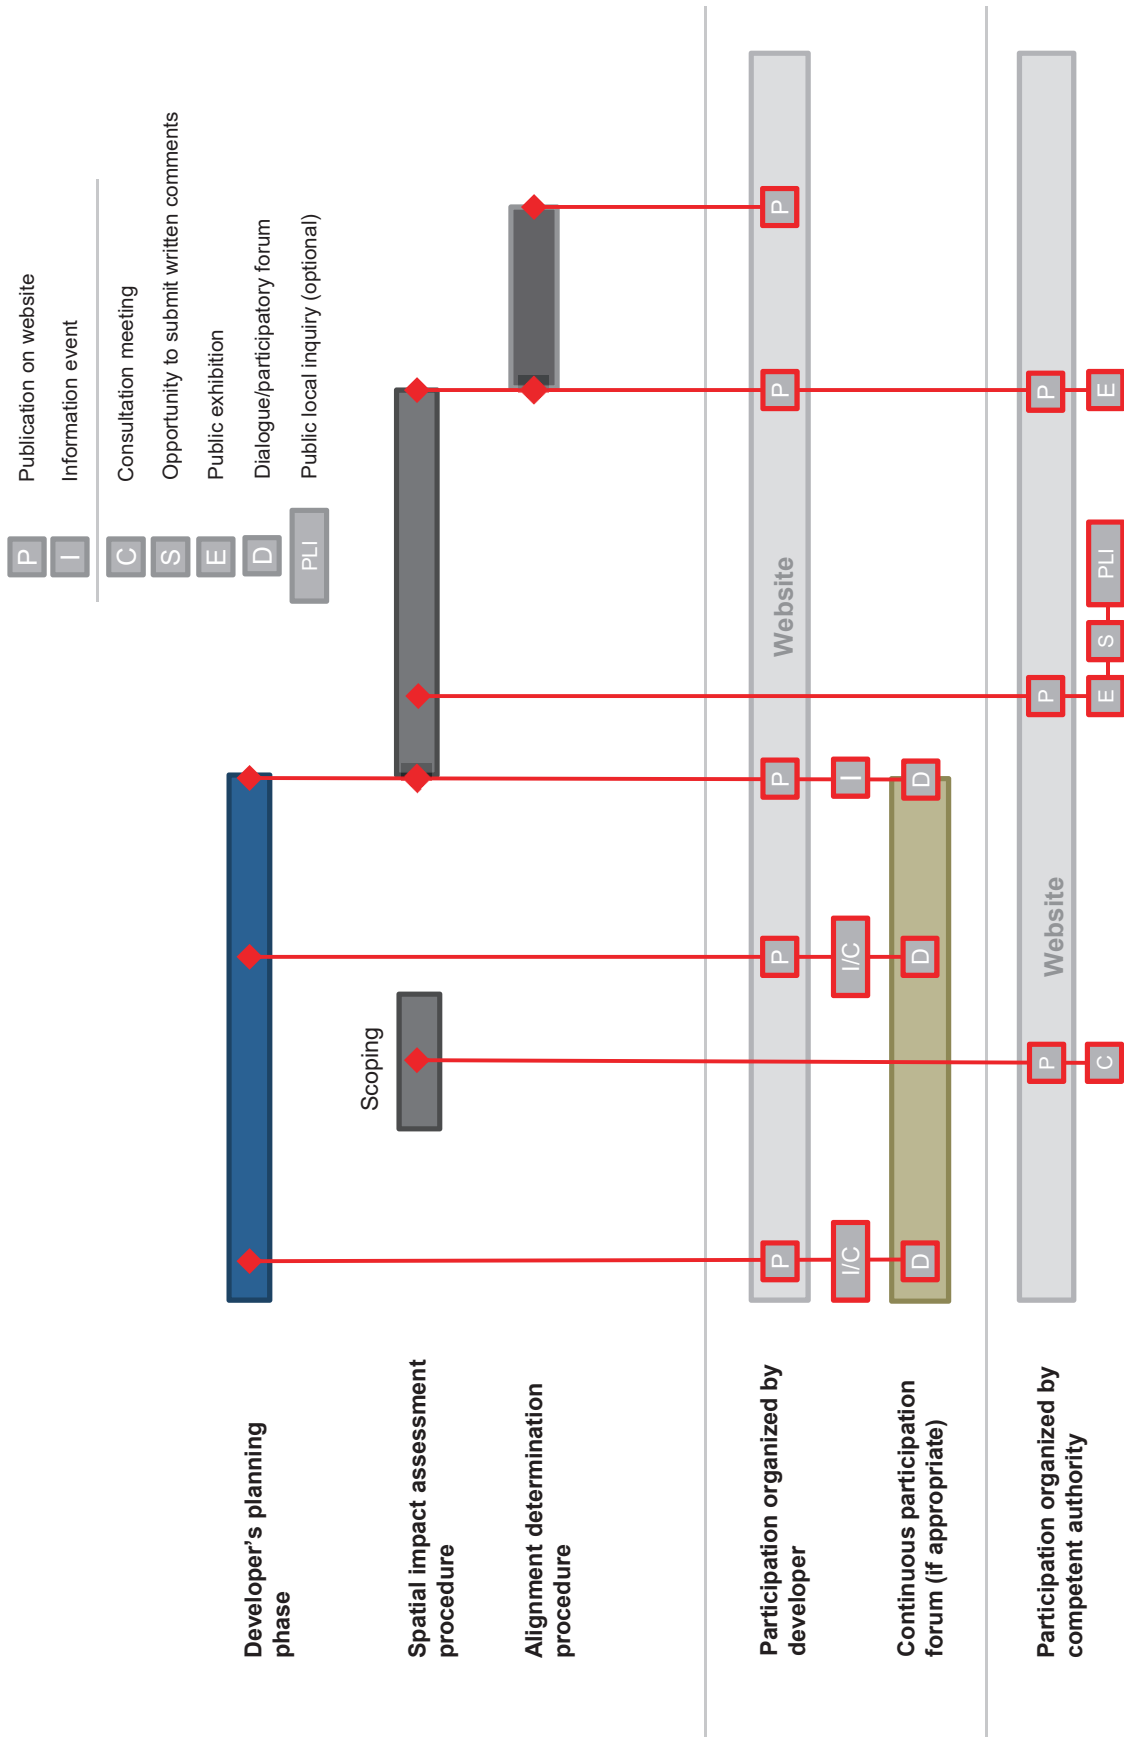 P
Publication on website
I
Information event
C
Consultation meeting
S
Opportunity to submit written comments
E
Public exhibition
D
Dialogue/participatory forum
PLI
Public local inquiry (optional)
Developer’s planning
phase
Scoping
Spatial impact assessment
procedure
Alignment determination
procedure
Participation organized by
developer
P
P
P
Website
P
P
I/C
I/C
I
Continuous participation
forum (if appropriate)
D
D
D
Participation organized by
competent authority
P
Website
P
P
C
E
S
PLI
E